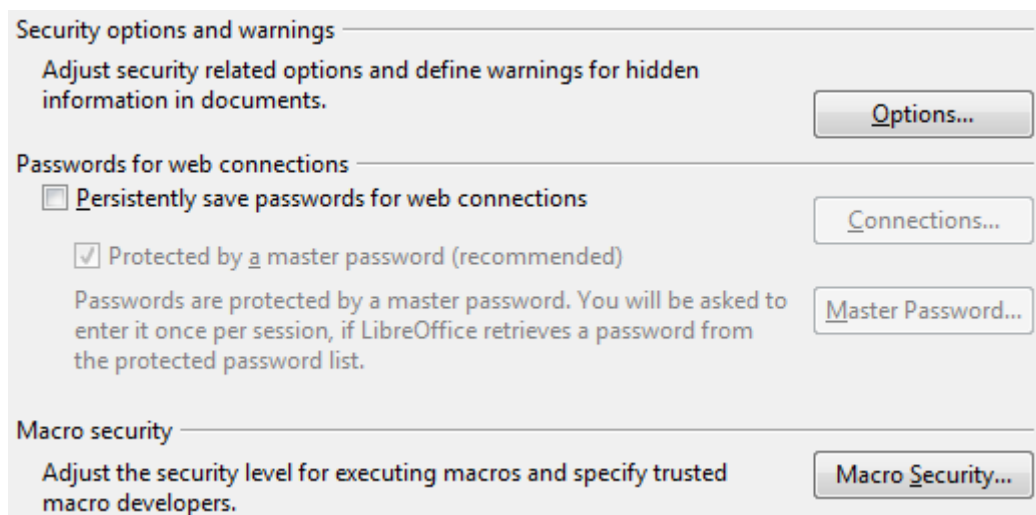 Security options and warnings
Adjust security related options and define warnings for hidden
information in documents.
Options...
Passwords for web connections
Persistently save passwords for web connections
Connections...
Protected by a master password (recommended)
Passwords are protected by a master password. You will be asked to
enter it once per session, if LibreOffice retrieves a password from
the protected password list.
Master Password...
Macro security
Adjust the security level for executing macros and specify trusted
macro developers.
Macro Security...